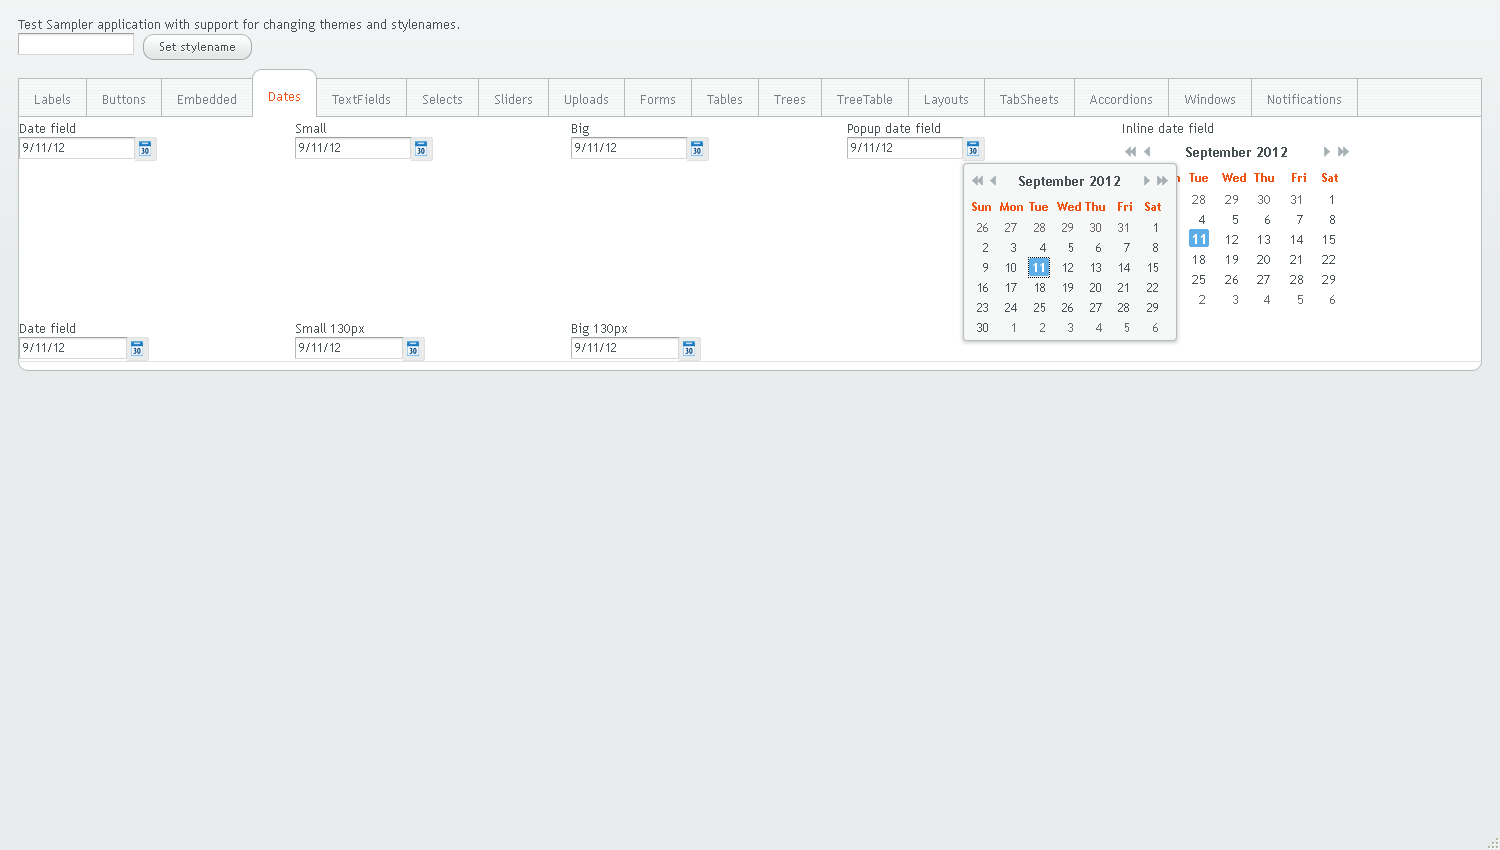 Test Sampler application with support for changing themes and stylenames.
Set stylename
Labels Buttons Embedded Dates TextFields Selects Sliders Uploads Forms Tables Trees TreeTable Layouts TabSheets Accordions Windows Notifications
Date field Small Big Popup date field Inline date field
9/11/12 30 9/11/12 30 9/11/12 30 9/11/12 30
September 2012
Sun Mon Tue Wed Thu Fri Sat
26 27 28 29 30 31 1
2 3 4 5 6 7 8
9 10 11 12 13 14 15
16 17 18 19 20 21 22
23 24 25 26 27 28 29
30 1 2 3 4 5 6
September 2012
Tue Wed Thu Fri Sat
28 29 30 31 1
4 5 6 7 8
11 12 13 14 15
18 19 20 21 22
25 26 27 28 29
2 3 4 5 6
Date field Small 130px Big 130px
9/11/12 30 9/11/12 30 9/11/12 30